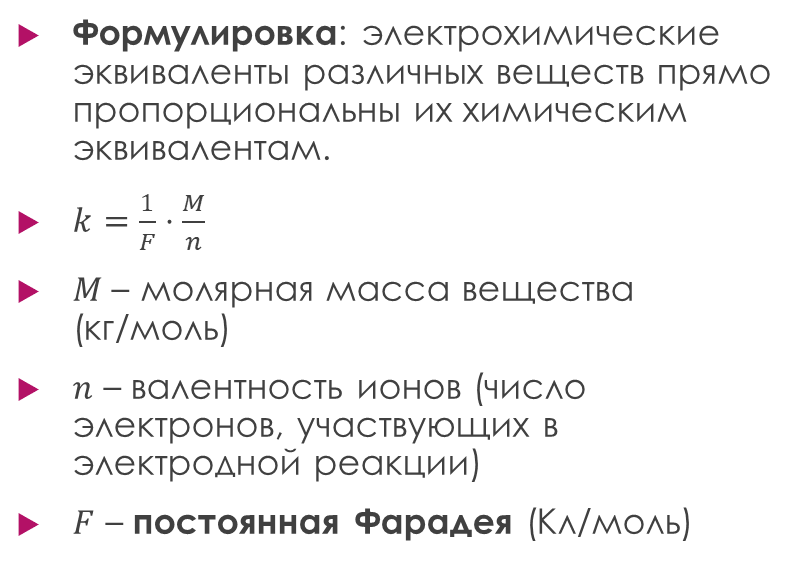 Формулировка: электрохимические
эквиваленты различных веществ прямо
пропорциональны их химическим
эквивалентам.
k = 1/F · M/n
M – молярная масса вещества
(кг/моль)
n – валентность ионов (число
электронов, участвующих в
электродной реакции)
F – постоянная Фарадея (Кл/моль)